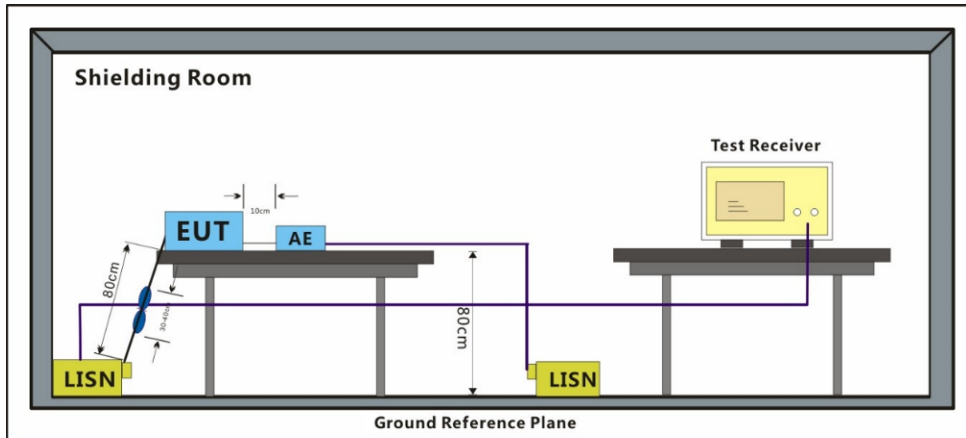 Shielding Room
Test Receiver
10cm
EUT
AE
80cm
30-40cm
80cm
LISN
LISN
Ground Reference Plane